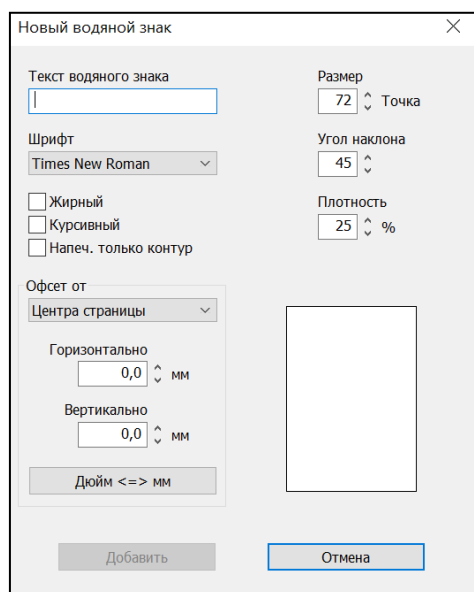 Новый водяной знак
Текст водяного знака
Размер
72 Точка
Шрифт
Times New Roman
Угол наклона
45
Жирный
Курсивный
Напеч. только контур
Плотность
25 %
Офсет от
Центра страницы
Горизонтально
0,0 мм
Вертикально
0,0 мм
Дюйм <=> мм
Добавить
Отмена